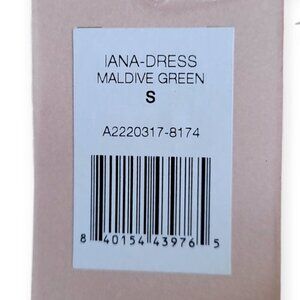 IANA-DRESS
MALDIVE GREEN
S
A2220317-8174
8 40154 43976 5